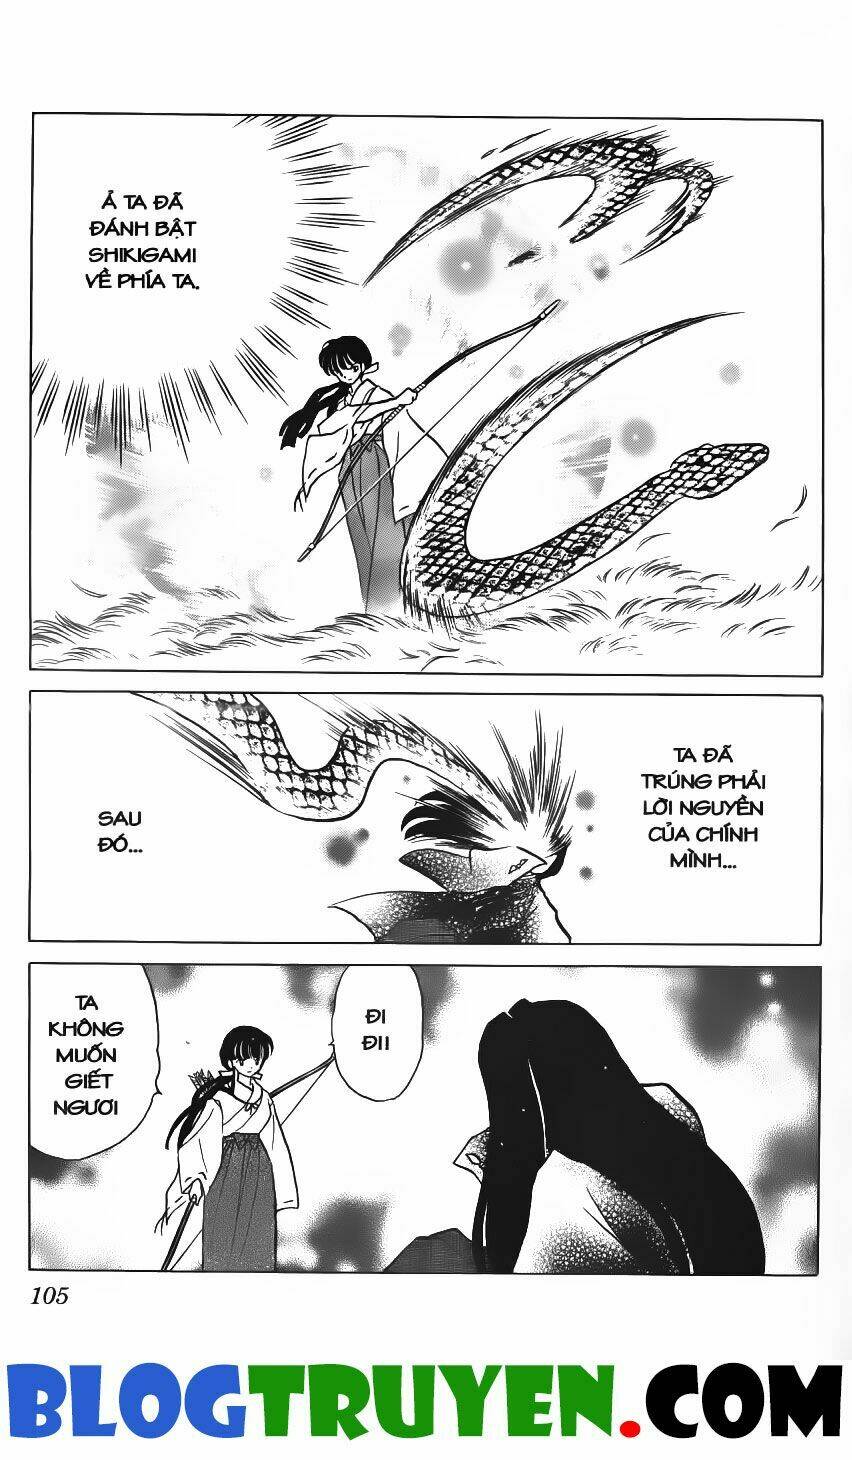 Ả TA ĐÃ
ĐÁNH BẬT
SHIKIGAMI
VỀ PHÍA TA.
TA ĐÃ
TRÚNG PHẢI
LỜI NGUYỀN
CỦA CHÍNH
MÌNH...
SAU
ĐÓ...
ĐI
ĐI!
TA
KHÔNG
MUỐN
GIẾT
NGƯƠI
105
BLOGTRUYEN.COM